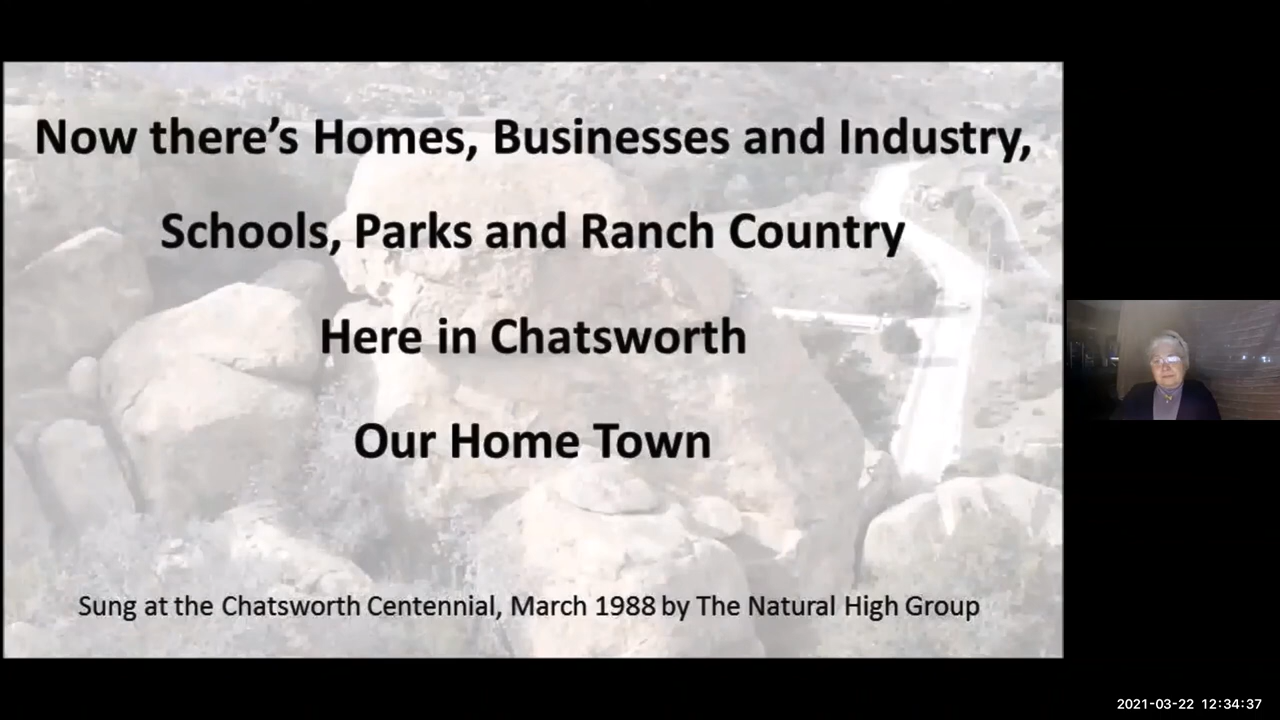 Now there’s Homes, Businesses and Industry,
Schools, Parks and Ranch Country
Here in Chatsworth
Our Home Town
Sung at the Chatsworth Centennial, March 1988 by The Natural High Group
2021-03-22 12:34:37